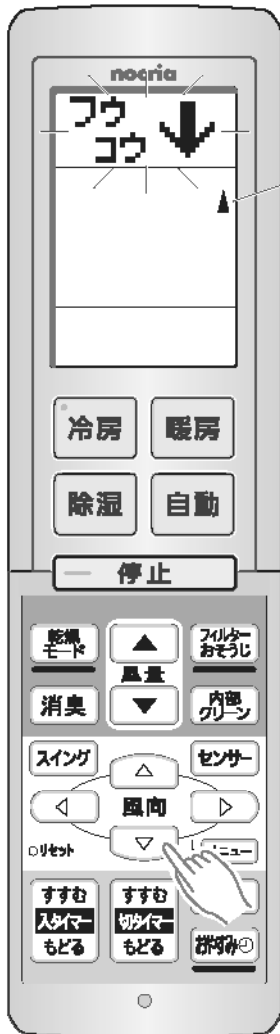 nocria
フウ
コウ
冷房 暖房
除湿 自動
停止
乾燥
モード
風量
フィルター
おそうじ
消臭
内部
クリーン
スイング
センサー
風向
リセット
メニュー
すすむ
入タイマー
もどる
すすむ
切タイマー
もどる
おやすみ